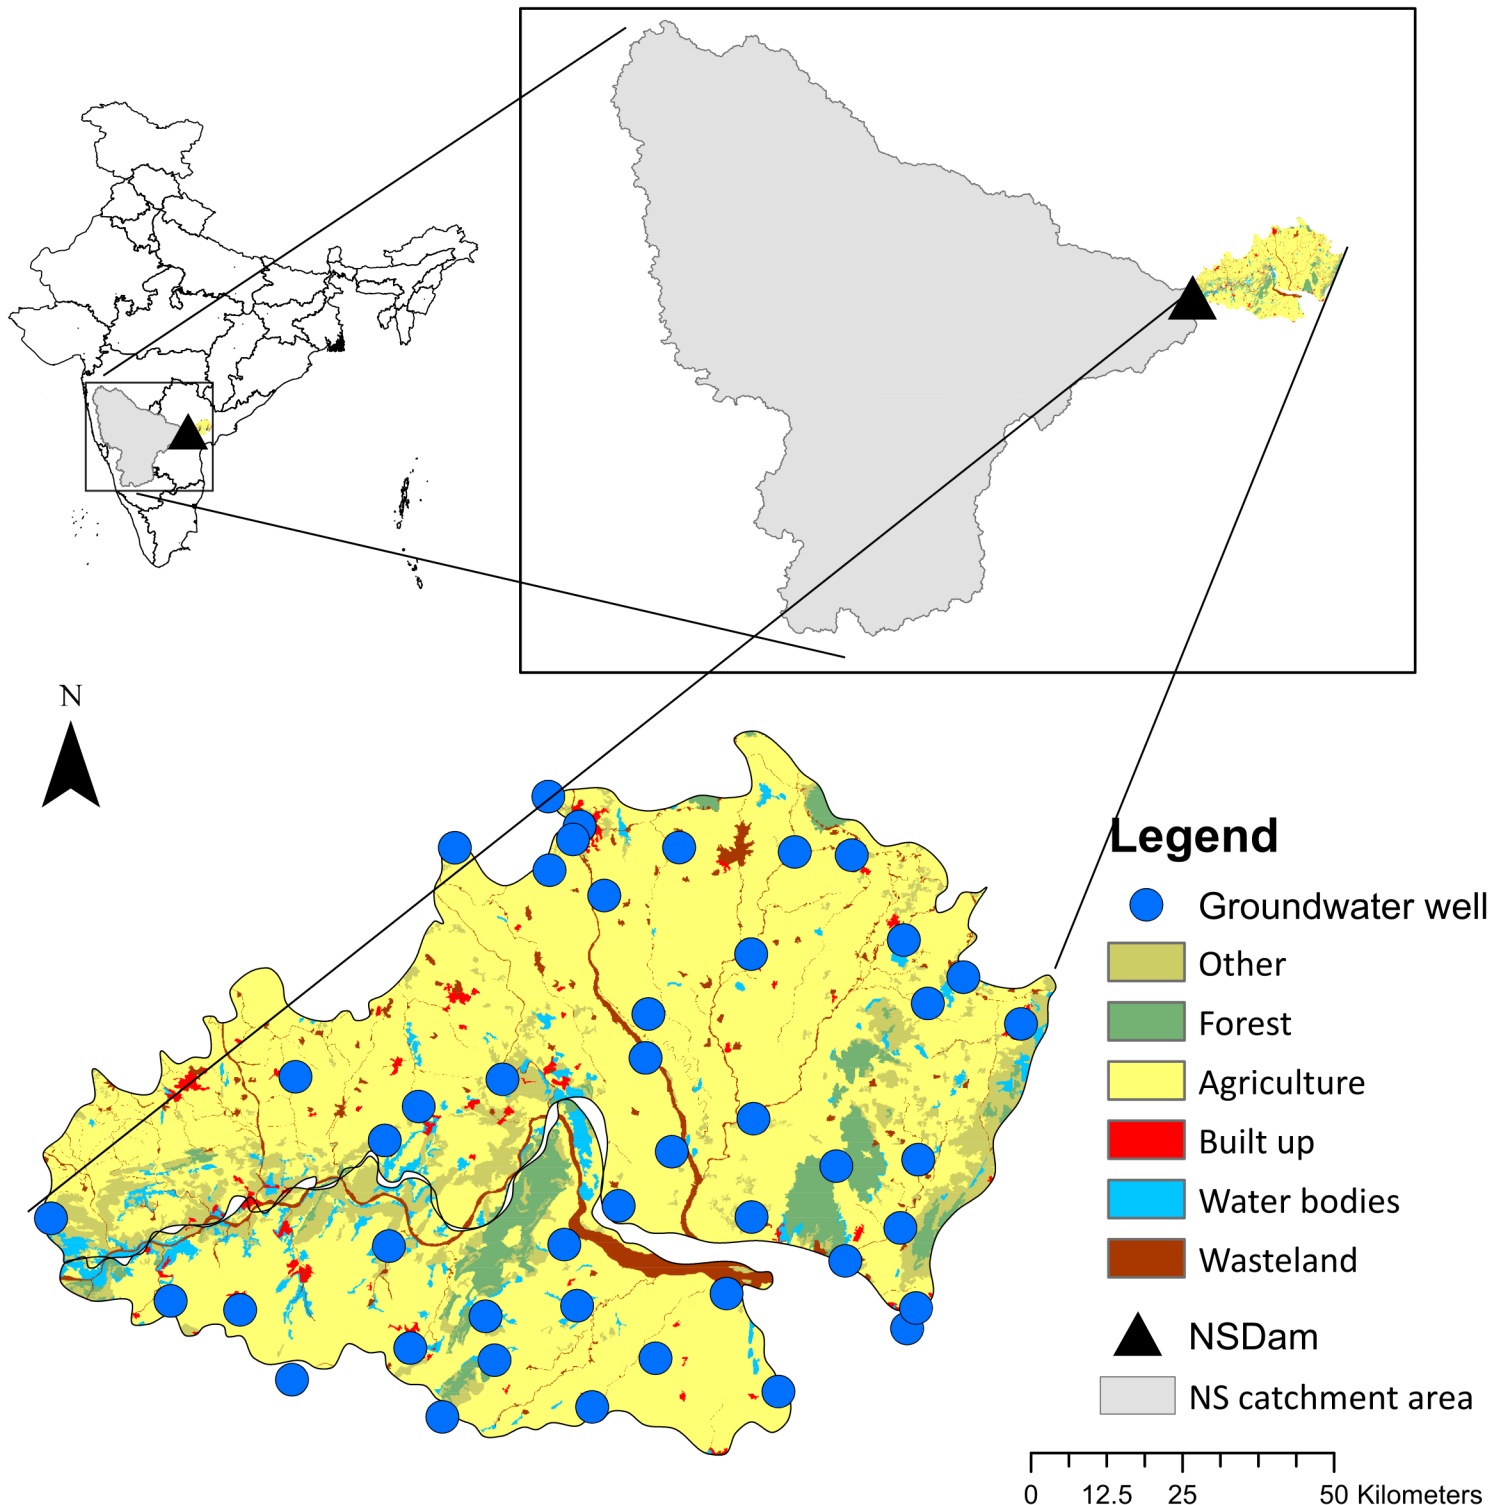 N
Legend
Groundwater well
Other
Forest
Agriculture
Built up
Water bodies
Wasteland
NSDam
NS catchment area
0 12.5 25 50 Kilometers